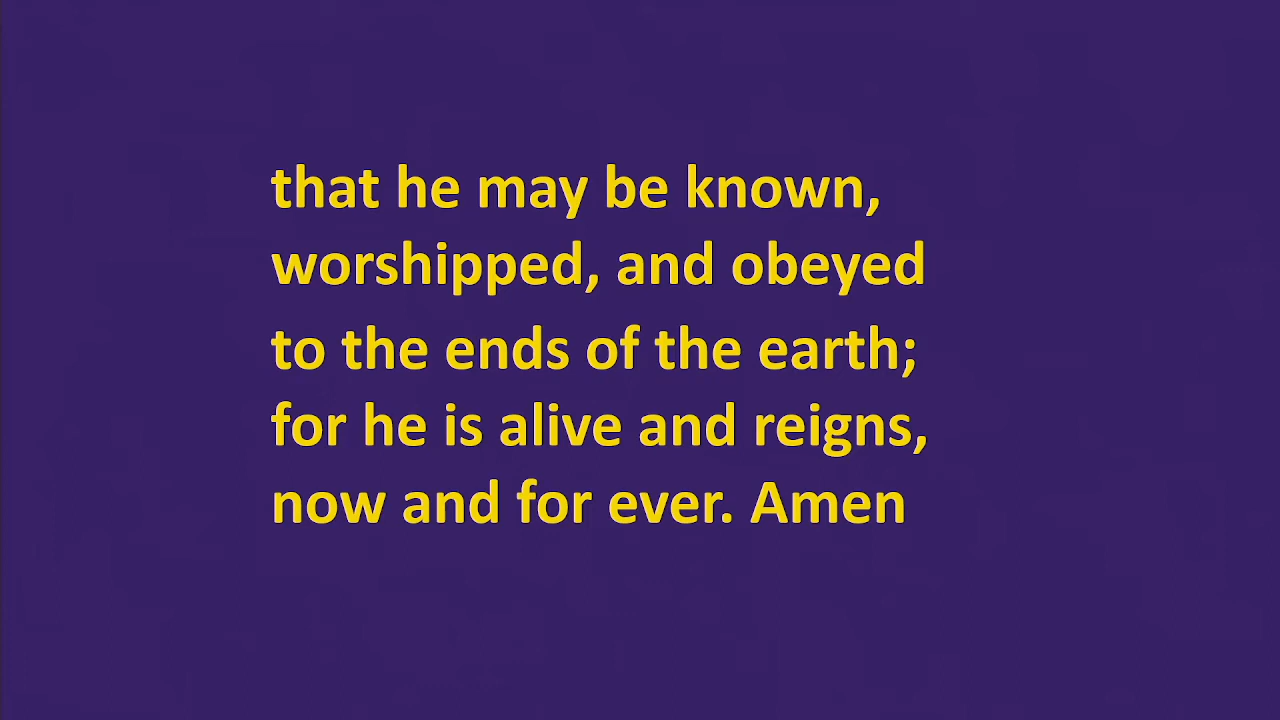 that he may be known,
worshipped, and obeyed
to the ends of the earth;
for he is alive and reigns,
now and for ever. Amen